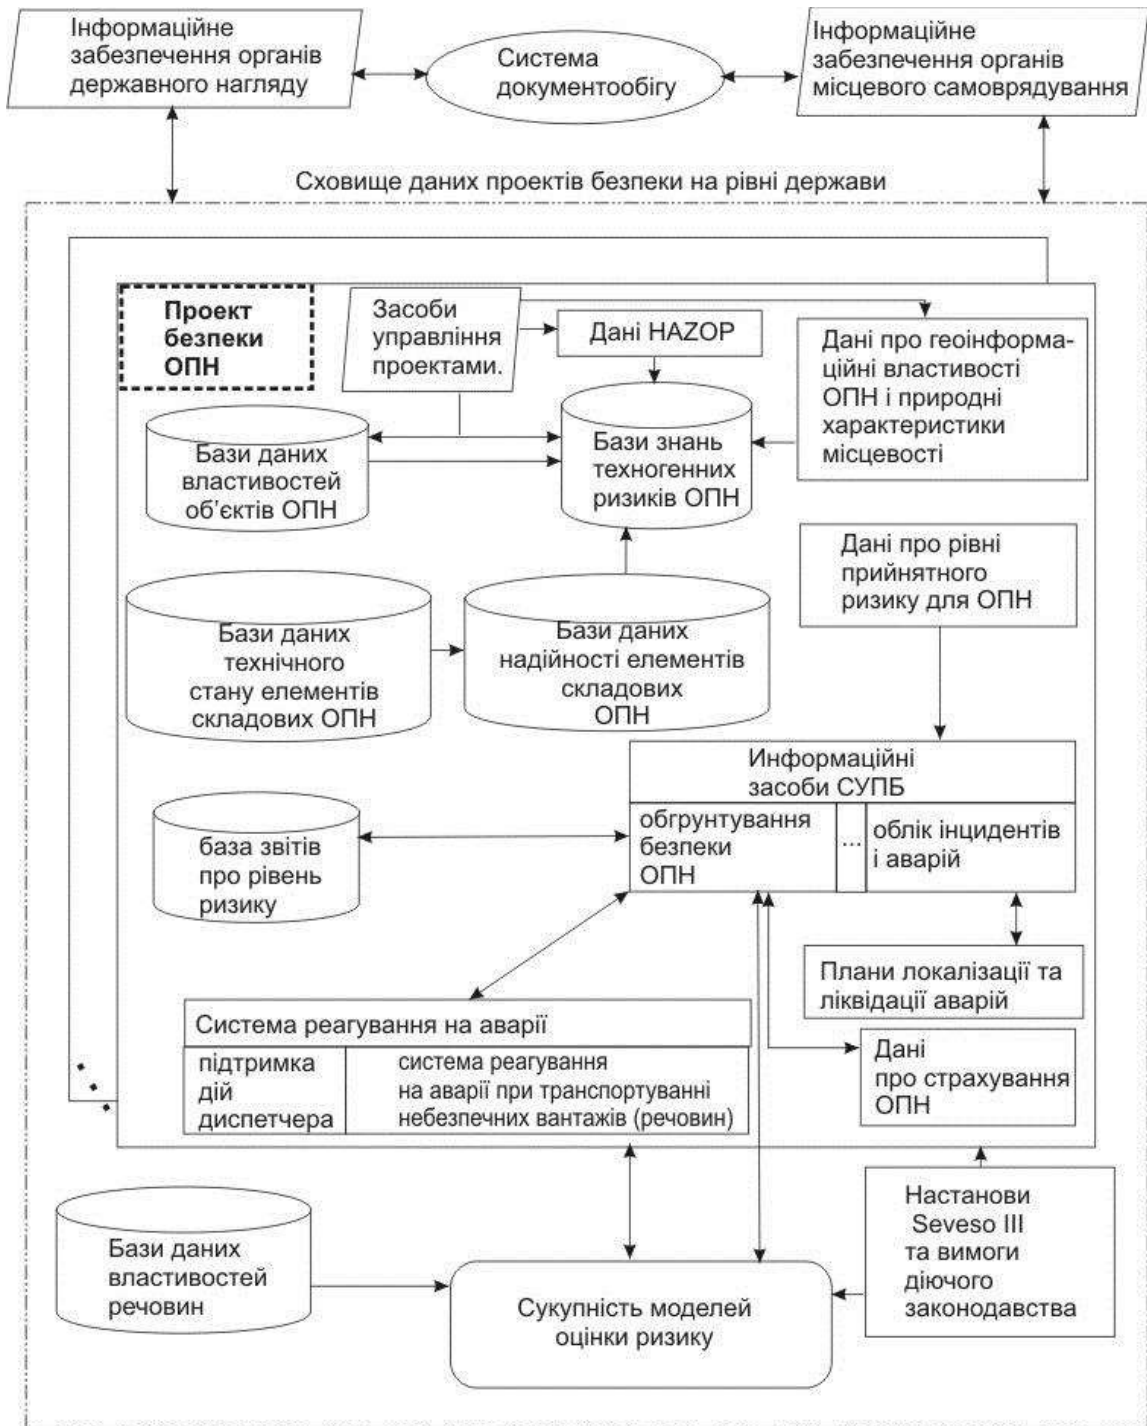 Інформаційне
забезпечення органів
державного нагляду
Система
документообігу
Інформаційне
забезпечення органів
місцевого самоврядування
Сховище даних проектів безпеки на рівні держави
Проект
безпеки
ОПН
Засоби
управління
проектами.
Дані HAZOP
Дані про геоінформа-
ційні властивості
ОПН і природні
характеристики
місцевості
Бази даних
властивостей
об’єктів ОПН
Бази знань
техногенних
ризиків ОПН
Дані про рівні
прийнятного
ризику для ОПН
Бази даних
технічного
стану елементів
складових ОПН
Бази даних
надійності елементів
складових
ОПН
Информаційні
засоби СУПБ
обгрунтування
безпеки
ОПН
...
облік інцидентів
і аварій
база звітів
про рівень
ризику
Плани локалізації та
ліквідації аварій
Система реагування на аварії
підтримка
дій
диспетчера
система реагування
на аварії при транспортуванні
небезпечних вантажів (речовин)
Дані
про страхування
ОПН
Бази даних
властивостей
речовин
Сукупність моделей
оцінки ризику
Настанови
Seveso III
та вимоги
діючого
законодавства